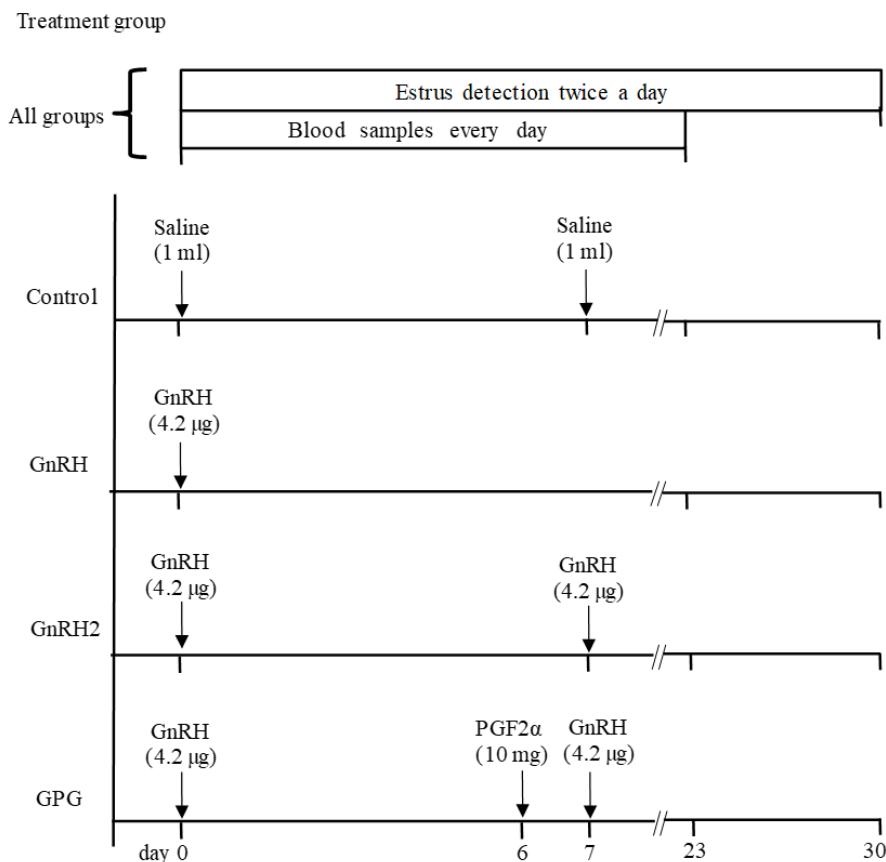 Treatment group
All groups
Estrus detection twice a day
Blood samples every day
Control
Saline
(1 ml)
Saline
(1 ml)
GnRH
GnRH
(4.2 μg)
GnRH2
GnRH
(4.2 μg)
GnRH
(4.2 μg)
GPG
GnRH
(4.2 μg)
PGF2α
(10 mg)
GnRH
(4.2 μg)
day 0 6 7 23 30